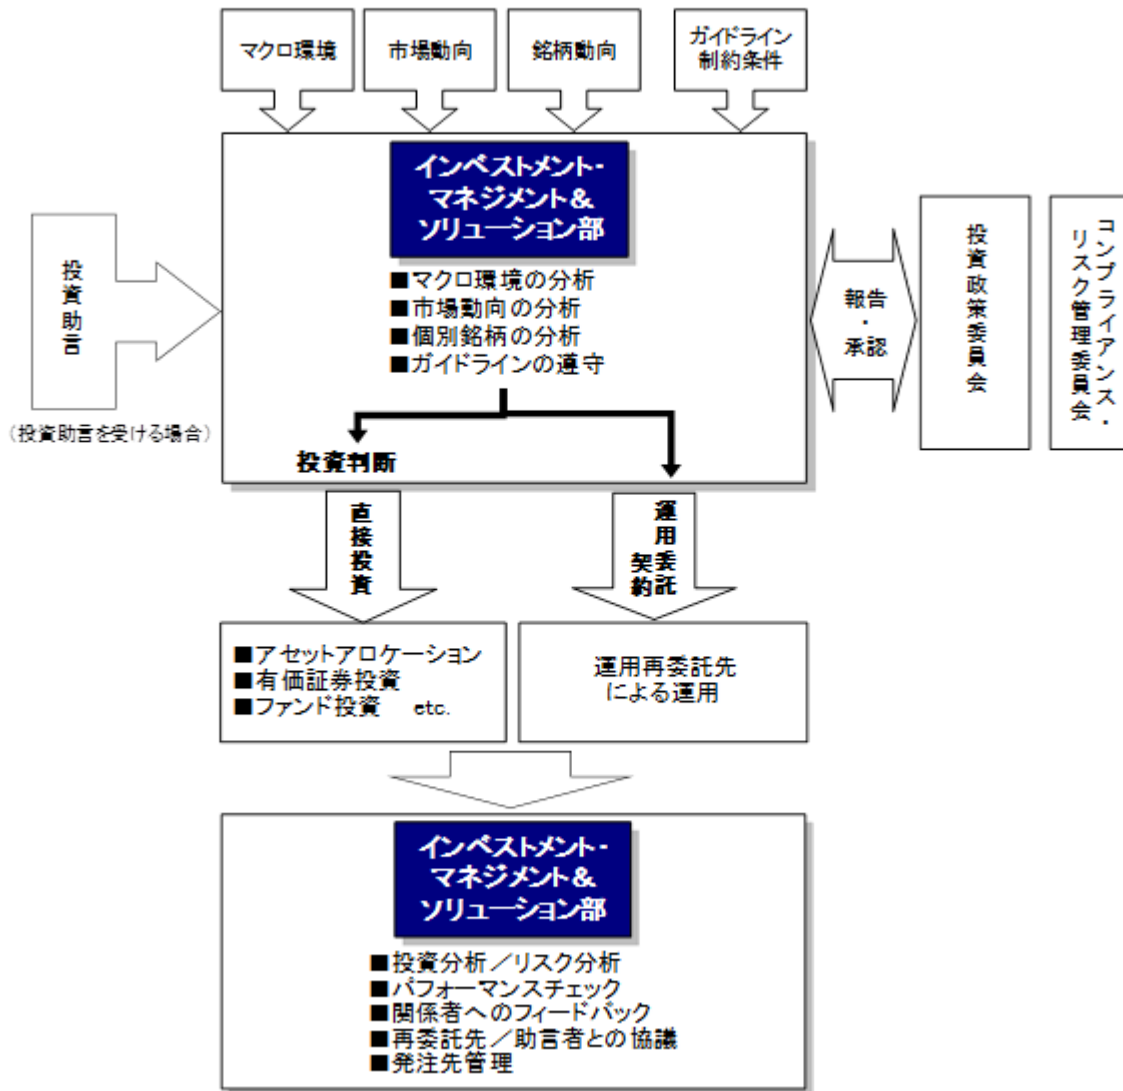 マクロ環境
市場動向
銘柄動向
ガイドライン
制約条件
インベストメント・
マネジメント＆
ソリューション部
■マクロ環境の分析
■市場動向の分析
■個別銘柄の分析
■ガイドラインの遵守
投資判断
投資助言
（投資助言を受ける場合）
報告
・
承認
投資政策委員会
コンプライアンス・
リスク管理委員会
直接投資
運用委託
契約
■アセットアロケーション
■有価証券投資
■ファンド投資　etc.
運用再委託先
による運用
インベストメント・
マネジメント＆
ソリューション部
■投資分析／リスク分析
■パフォーマンスチェック
■関係者へのフィードバック
■再委託先／助言者との協議
■発注先管理